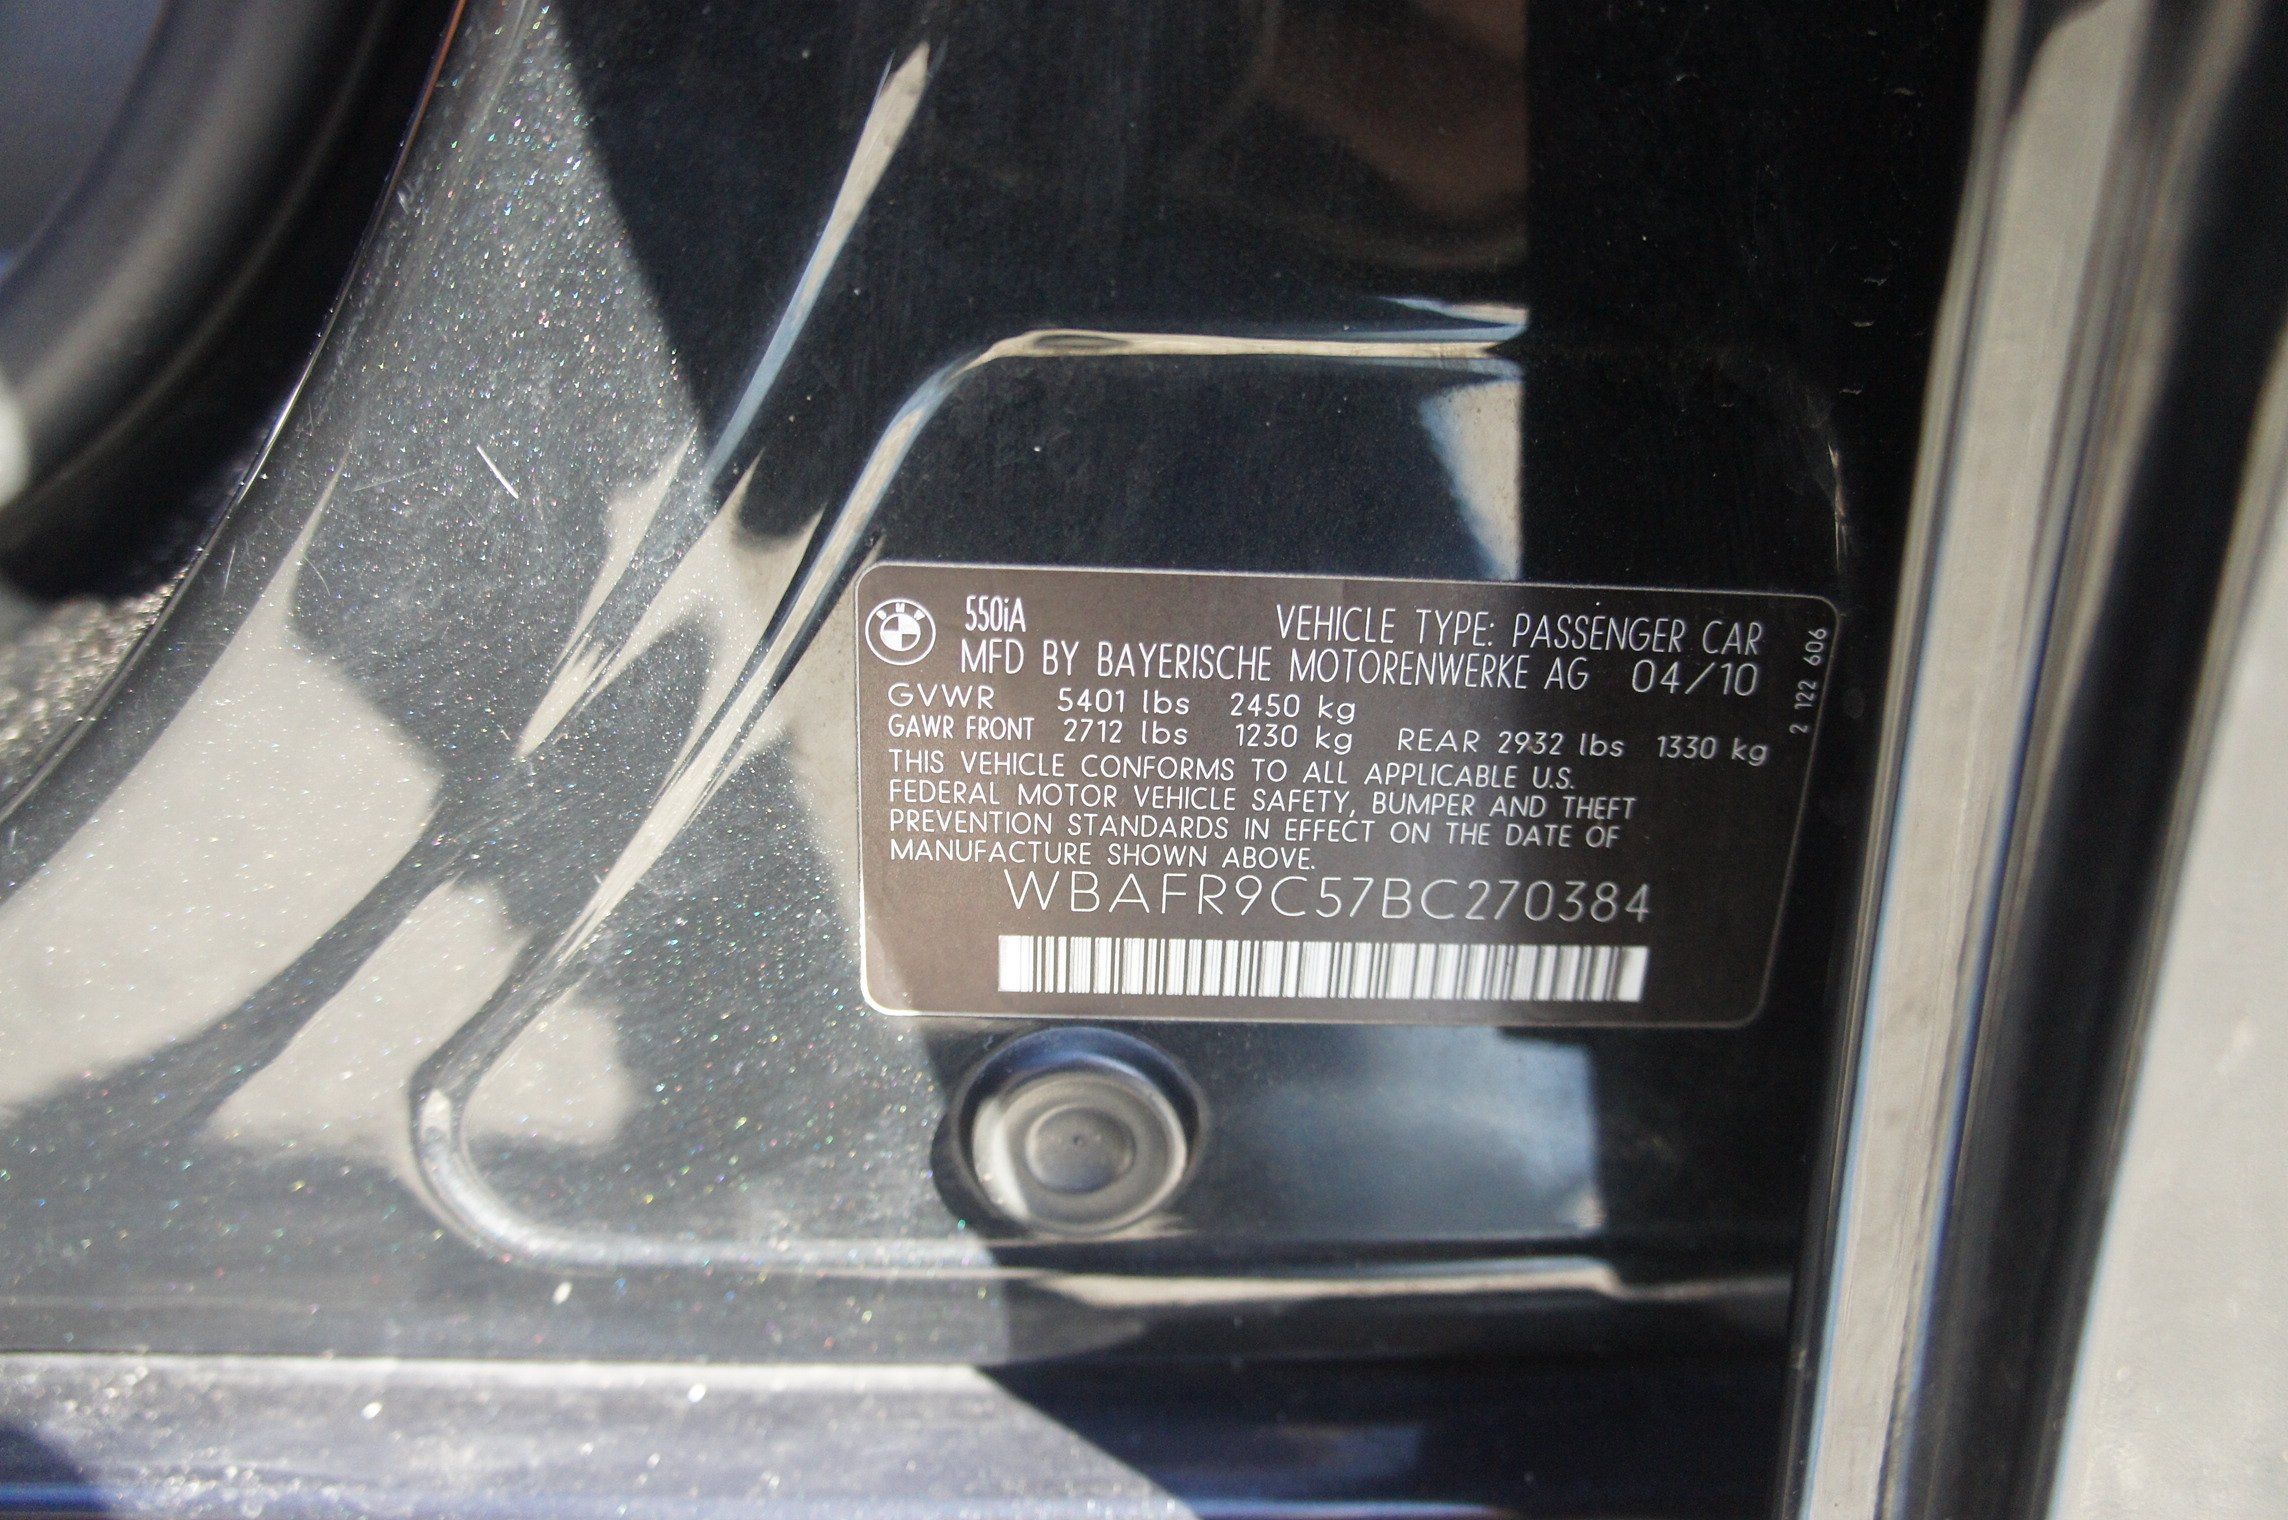 BMW
550iA VEHICLE TYPE: PASSENGER CAR
MFD BY BAYERISCHE MOTORENWERKE AG 04/10
GVWR 5401 lbs 2450 kg
GAWR FRONT 2712 lbs 1230 kg REAR 2932 lbs 1330 kg
THIS VEHICLE CONFORMS TO ALL APPLICABLE U.S.
FEDERAL MOTOR VEHICLE SAFETY, BUMPER AND THEFT
PREVENTION STANDARDS IN EFFECT ON THE DATE OF
MANUFACTURE SHOWN ABOVE.
WBAFR9C57BC270384
2 122 606